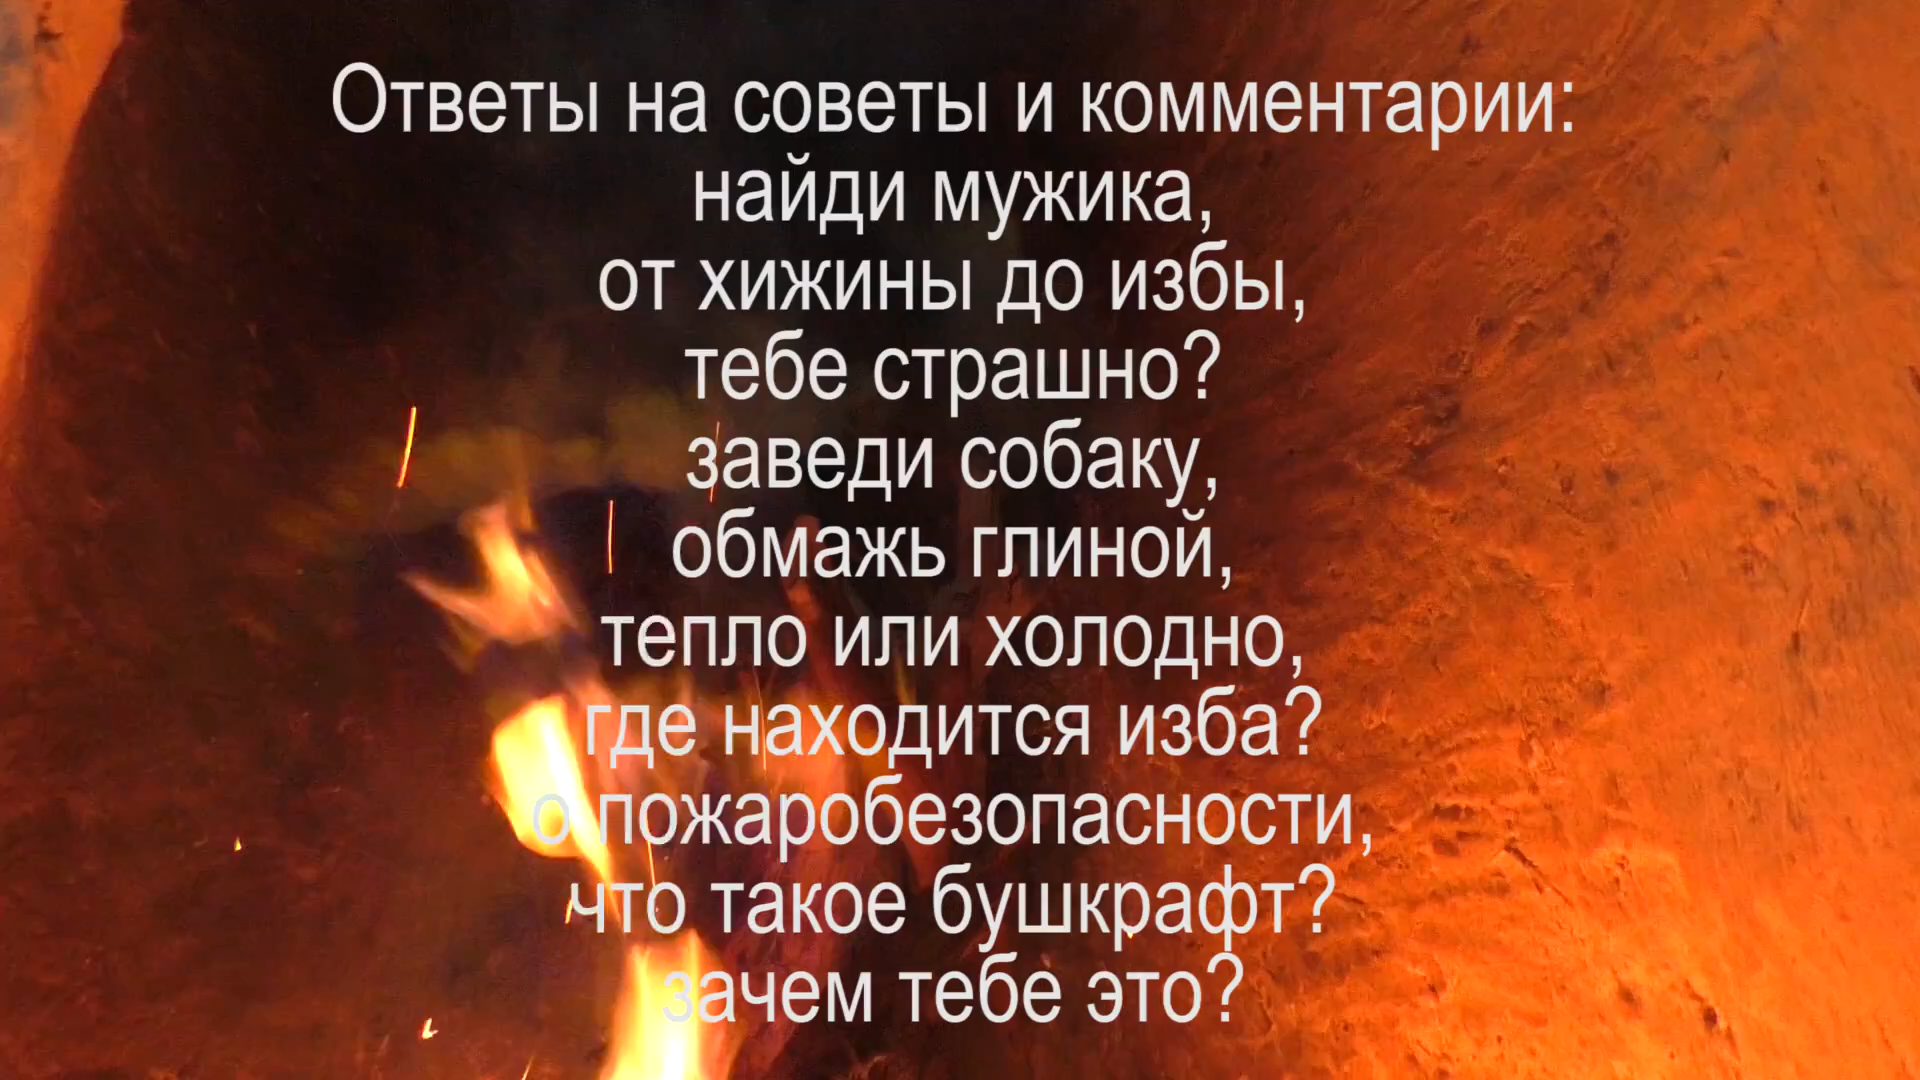 Ответы на советы и комментарии:
найди мужика,
от хижины до избы,
тебе страшно?
заведи собаку,
обмажь глиной,
тепло или холодно,
где находится изба?
о пожаробезопасности,
что такое бушкрафт?
зачем тебе это?